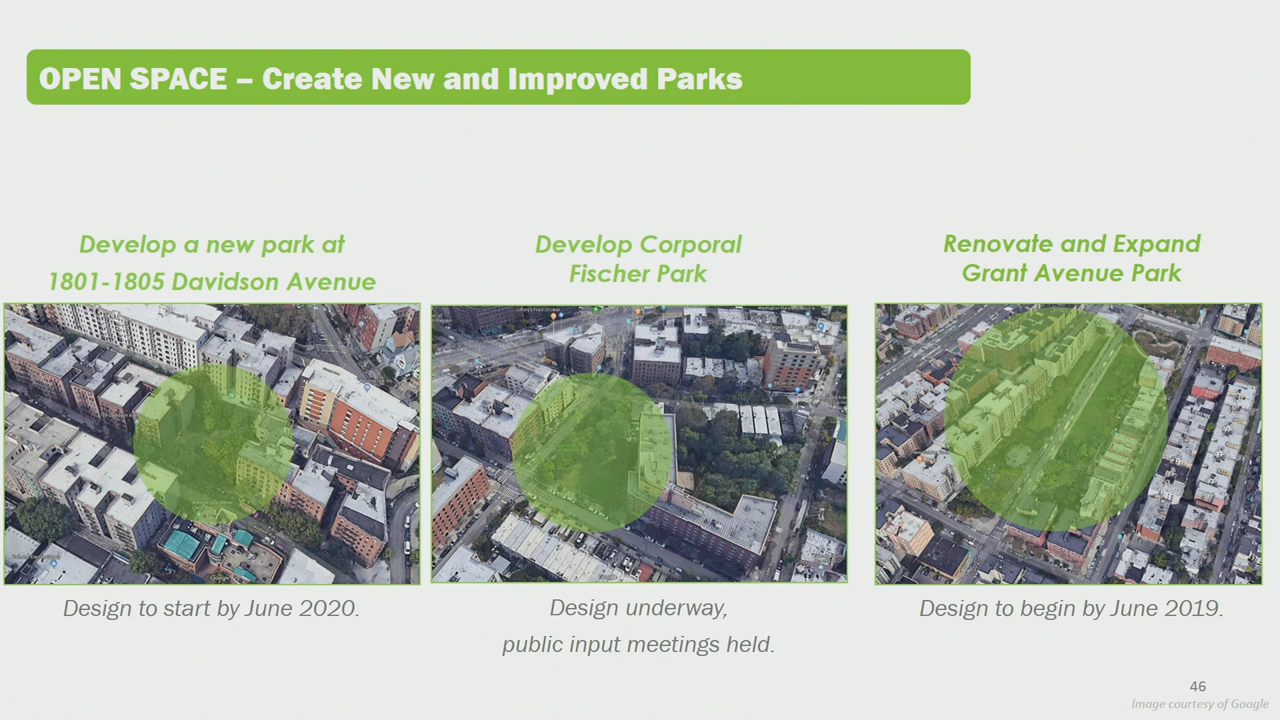 OPEN SPACE – Create New and Improved Parks
Develop a new park at
1801-1805 Davidson Avenue
Develop Corporal
Fischer Park
Renovate and Expand
Grant Avenue Park
Design to start by June 2020.
Design underway,
public input meetings held.
Design to begin by June 2019.
46
Image courtesy of Google